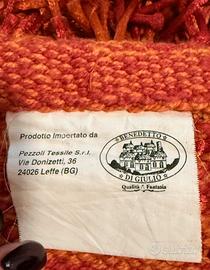 Prodotto Importato da
Pezzoli Tessile S.r.l.
Via Donizetti, 36
24026 Leffe (BG)
BENEDETTO
DI GIULIO
Qualità & Fantasia